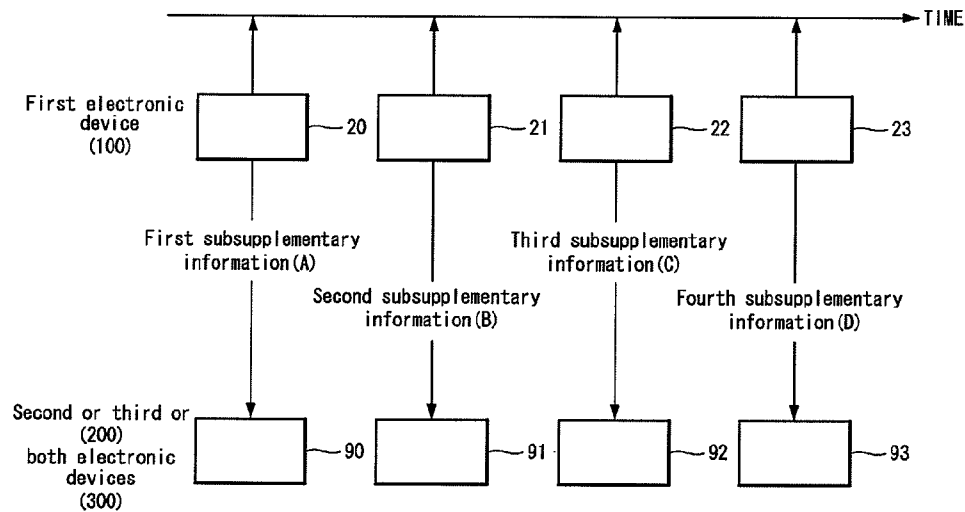 TIME
First electronic
device
(100)
20
21
22
23
First subsupplementary
information(A)
Second subsupplementary
information(B)
Third subsupplementary
information(C)
Fourth subsupplementary
information(D)
Second or third or
(200)
both electronic
devices
(300)
90
91
92
93